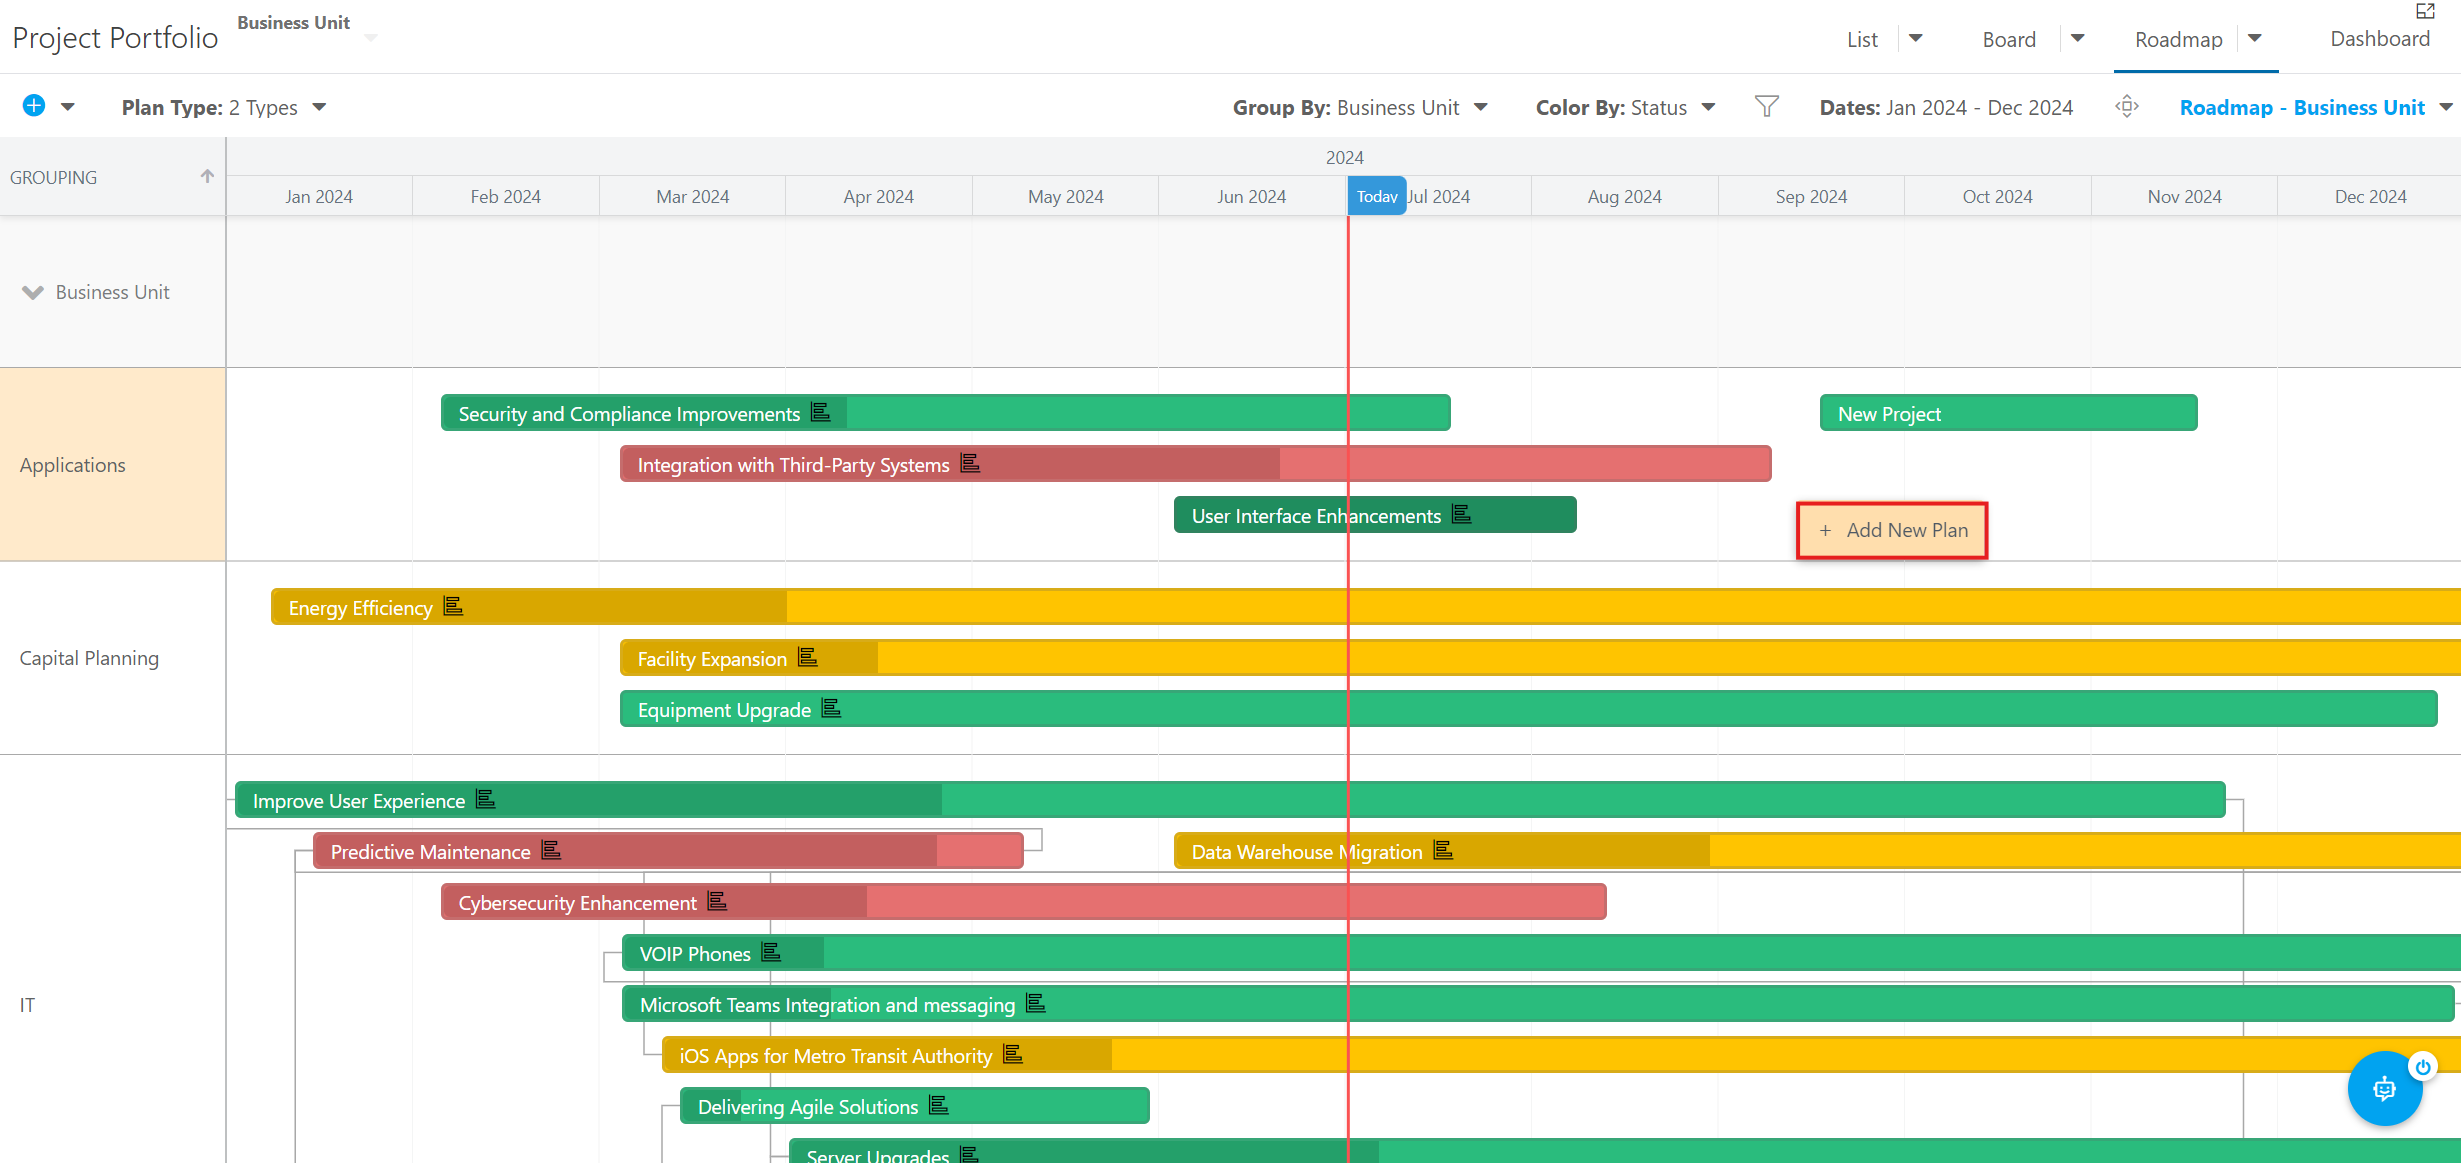 Project Portfolio
Business Unit
List
Board
Roadmap
Dashboard
Plan Type: 2 Types
Group By: Business Unit
Color By: Status
Dates: Jan 2024 - Dec 2024
Roadmap - Business Unit
GROUPING
2024
Jan 2024
Feb 2024
Mar 2024
Apr 2024
May 2024
Jun 2024
Today
Jul 2024
Aug 2024
Sep 2024
Oct 2024
Nov 2024
Dec 2024
Business Unit
Applications
Security and Compliance Improvements
New Project
Integration with Third-Party Systems
User Interface Enhancements
+ Add New Plan
Capital Planning
Energy Efficiency
Facility Expansion
Equipment Upgrade
IT
Improve User Experience
Predictive Maintenance
Data Warehouse Migration
Cybersecurity Enhancement
VOIP Phones
Microsoft Teams Integration and messaging
iOS Apps for Metro Transit Authority
Delivering Agile Solutions
Server Upgrades